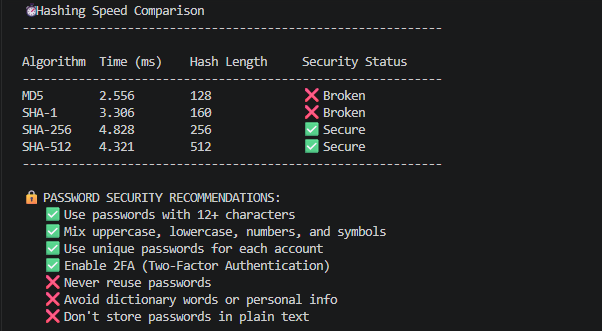 ⏱️Hashing Speed Comparison
------------------------------------------------------------
Algorithm  Time (ms)    Hash Length     Security Status
------------------------------------------------------------
MD5        2.556        128             ❌ Broken
SHA-1      3.306        160             ❌ Broken
SHA-256    4.828        256             ✅ Secure
SHA-512    4.321        512             ✅ Secure
------------------------------------------------------------
🔒 PASSWORD SECURITY RECOMMENDATIONS:
✅ Use passwords with 12+ characters
✅ Mix uppercase, lowercase, numbers, and symbols
✅ Use unique passwords for each account
✅ Enable 2FA (Two-Factor Authentication)
❌ Never reuse passwords
❌ Avoid dictionary words or personal info
❌ Don't store passwords in plain text